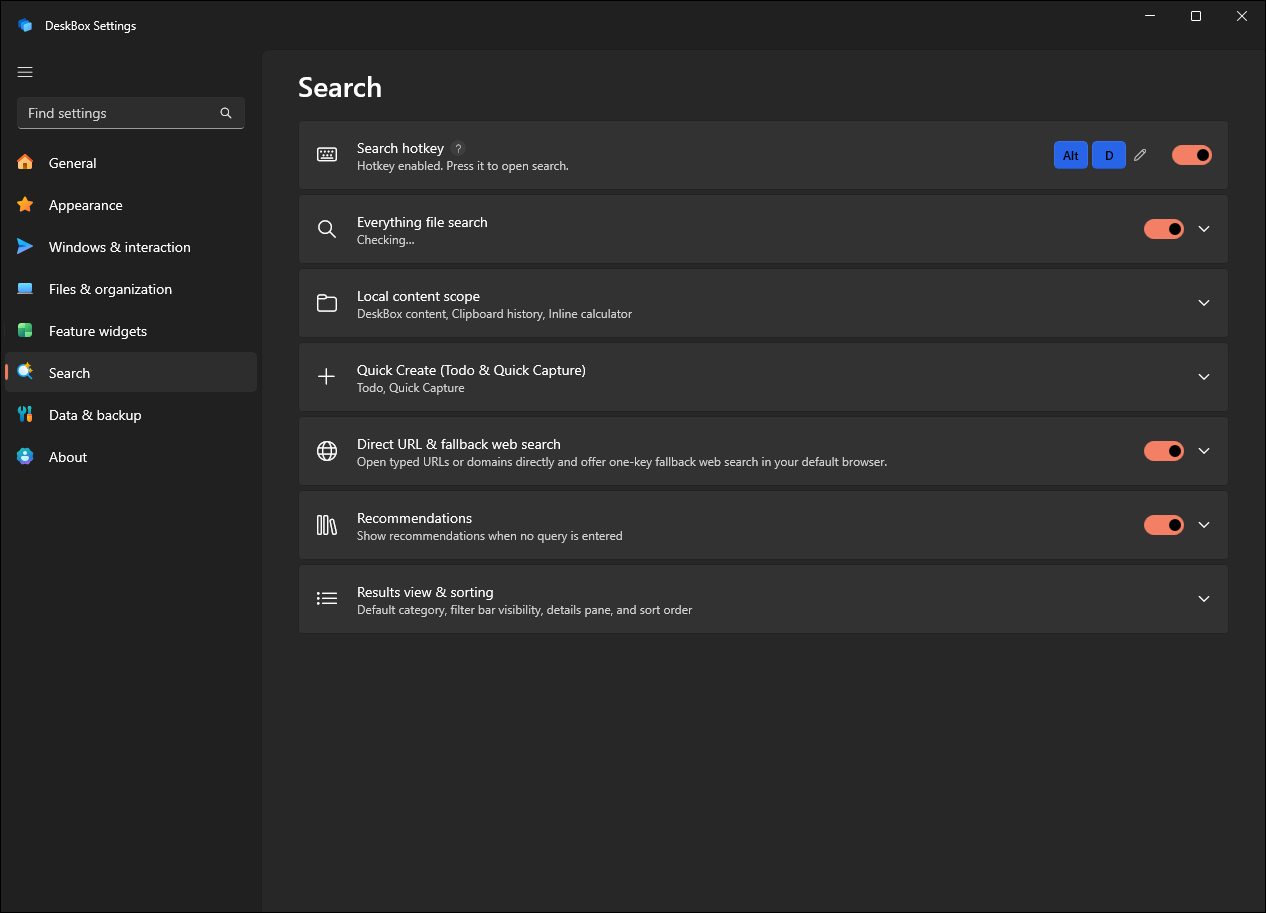 DeskBox Settings
Find settings
General
Appearance
Windows & interaction
Files & organization
Feature widgets
Search
Data & backup
About
Search
Search hotkey ?
Hotkey enabled. Press it to open search.
Alt D
Everything file search
Checking...
Local content scope
DeskBox content, Clipboard history, Inline calculator
Quick Create (Todo & Quick Capture)
Todo, Quick Capture
Direct URL & fallback web search
Open typed URLs or domains directly and offer one-key fallback web search in your default browser.
Recommendations
Show recommendations when no query is entered
Results view & sorting
Default category, filter bar visibility, details pane, and sort order